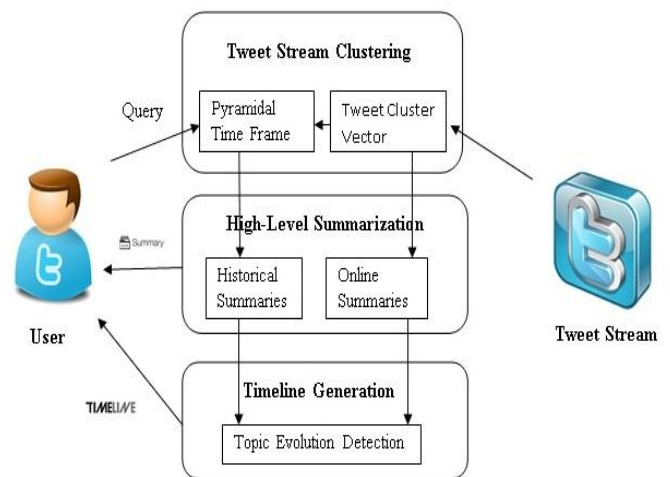 Tweet Stream Clustering
Query
Pyramidal
Time Frame
Tweet Cluster
Vector
High-Level Summarization
Summary
Historical
Summaries
Online
Summaries
User
Tweet Stream
Timeline Generation
TIMELINE
Topic Evolution Detection